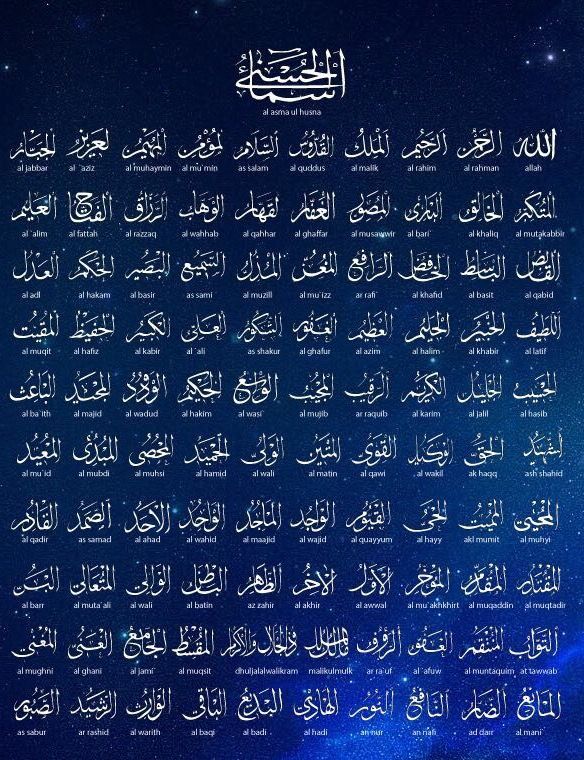 أسماء الحسنى
al asma ul husna
الله الرحمن الرحيم الملك القدوس السلام المؤمن المهيمن العزيز الجبار
al jabbar al `aziz al muhaymin al mu`min as salam al quddus al malik al rahim al rahman allah
المتكبر الخالق البارئ المصور الغفار القهار الوهاب الرزاق الفتاح العليم
al `alim al fattah al razzaq al wahhab al qahhar al ghaffar al musawwir al bari` al khaliq al mutakabbir
القابض الباسط الخافض الرافع المعز المذل السميع البصير الحكم العدل
al adl al hakam al basir as sami al muzill al mu`izz ar rafi al khafid al basit al qabid
اللطيف الخبير الحليم العظيم الغفور الشكور العلي الكبير الحفيظ المقيت
al muqit al hafiz al kabir al `ali as shakur al ghafur al azim al halim al khabir al latif
الحسيب الجليل الكريم الرقيب المجيب الواسع الحكيم الودود المجيد الباعث
al ba`ith al majid al wadud al hakim al wasi` al mujib ar raquib al karim al jalil al hasib
الشهيد الحق الوكيل القوي المتين الولي الحميد المحصي المبدئ المعيد
al mu`id al mubdi al muhsi al hamid al wali al matin al qawi al wakil ak haqq ash shahid
المحيي المميت الحي القيوم الواجد الماجد الواحد الاحد الصمد القادر
al qadir as samad al ahad al wahid al maajid al wajid al quayyum al hayy akl mumit al muhyi
المقتدر المقدم المؤخر الأول الآخر الظاهر الباطن الوالي المتعالي البر
al barr al muta`ali al wali al batin az zahir al akhir al awwal al mu`akhkhirt al muqaddin al muqtadir
التواب المنتقم العفو الرؤوف مالك الملك ذو الجلال والإكرام المقسط الجامع الغني المغني
al mughni al ghani al jami` al muqsit dhuljalalwalikram malikulmulk ar ra`uf al `afuw al muntaquim at tawwab
المانع الضار النافع النور الهادي البديع الباقي الوارث الرشيد الصبور
as sabur ar rashid al warith al baqi al badi al hadi an nur an nafi ad darr al mani`